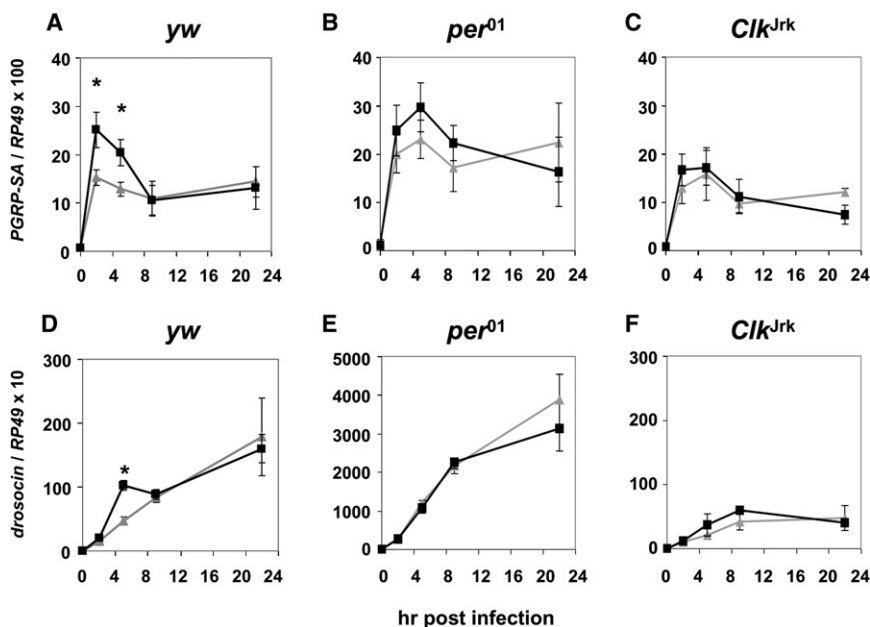 A yw B per01 C ClkJrk
PGRP-SA / RP49 x 100
40 40 40
* *
30 30 30
20 20 20
10 10 10
0 0 0
0 4 8 12 16 20 24 0 4 8 12 16 20 24 0 4 8 12 16 20 24
D yw E per01 F ClkJrk
drosocin / RP49 x 10
300 5000 300
4000
200 3000 200
*
100 2000 100
1000
0 0 0
0 4 8 12 16 20 24 0 4 8 12 16 20 24 0 4 8 12 16 20 24
hr post infection